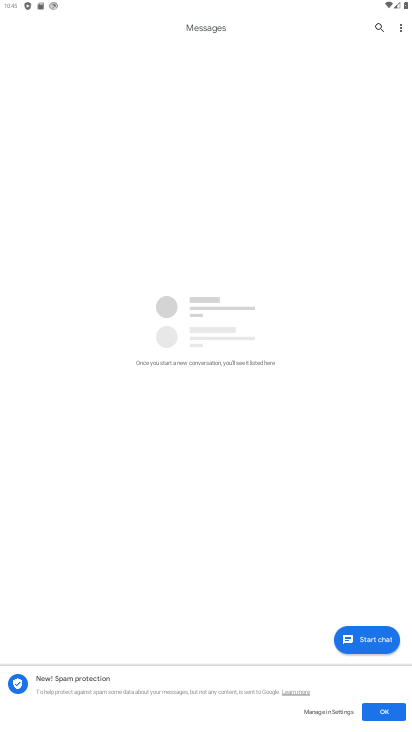 10:45
Messages
Once you start a new conversation, you'll see it listed here
Start chat
New! Spam protection
To help protect against spam some data about your messages, but not any content, is sent to Google. Learn more
Manage in Settings
OK